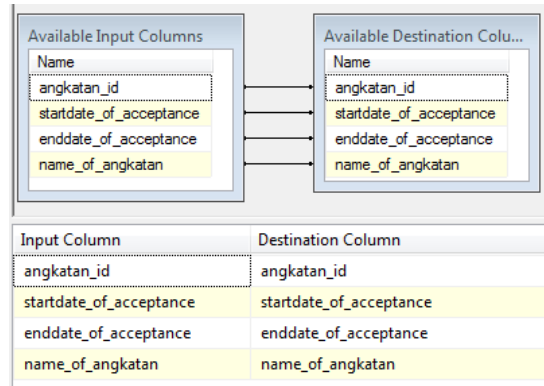 Available Input Columns
Name
angkatan_id
startdate_of_acceptance
enddate_of_acceptance
name_of_angkatan
Available Destination Colu...
Name
angkatan_id
startdate_of_acceptance
enddate_of_acceptance
name_of_angkatan
Input Column Destination Column
angkatan_id angkatan_id
startdate_of_acceptance startdate_of_acceptance
enddate_of_acceptance enddate_of_acceptance
name_of_angkatan name_of_angkatan